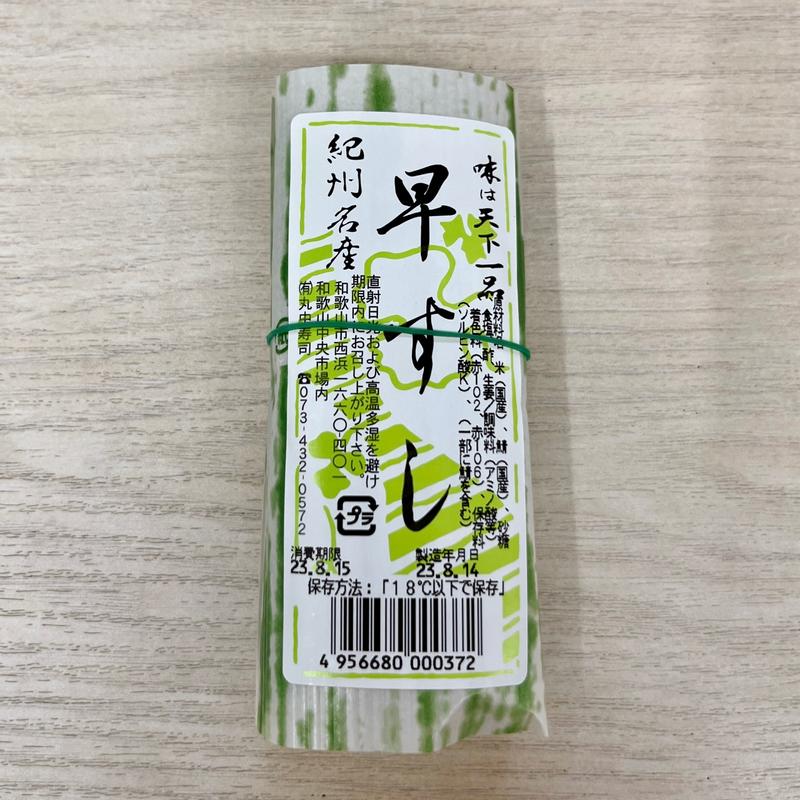 味は天下一品
早すし
紀州名産
原材料名 米(国産)、鯖(国産)、砂糖
食塩、酢、生姜/調味料(アミノ酸等)
着色料(赤102、赤106)、保存料
(ソルビン酸K)、(一部に鯖を含む)
直射日光および高温多湿を避け
期限内にお召し上がり下さい。
和歌山市西浜一六六〇-四〇一
和歌山中央市場内
㈲丸中寿司 ☎073-432-0572
プラ
消費期限
23.8.15
製造年月日
23.8.14
保存方法:「18℃以下で保存」
4 956680 000372